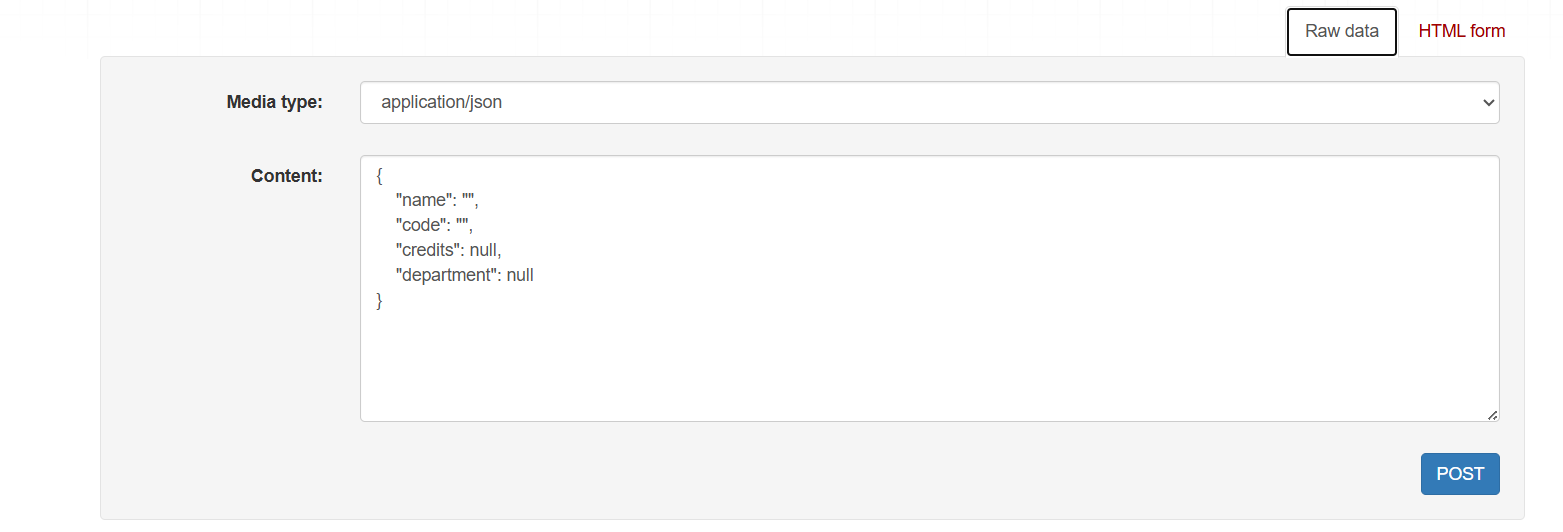 Raw data
HTML form
Media type:
application/json
Content:
{
"name": "",
"code": "",
"credits": null,
"department": null
}
POST